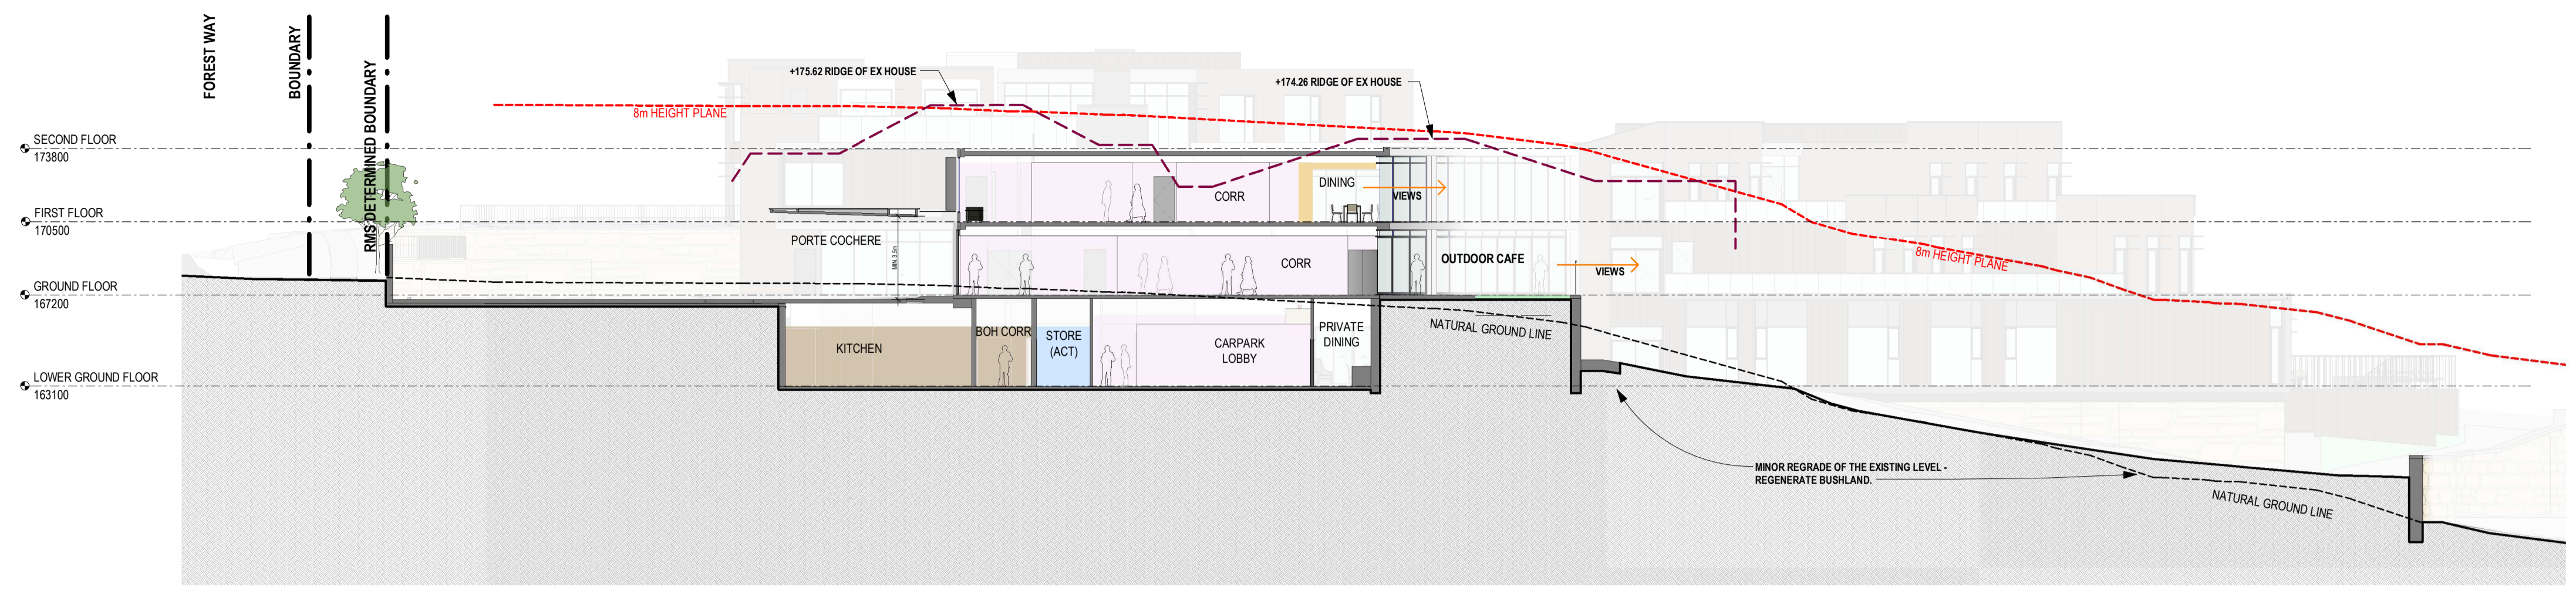 FOREST WAY
BOUNDARY
RMS DETERMINED BOUNDARY
+175.62 RIDGE OF EX HOUSE
+174.26 RIDGE OF EX HOUSE
8m HEIGHT PLANE
SECOND FLOOR
173800
DINING
VIEWS
CORR
FIRST FLOOR
170500
PORTE COCHERE
MIN 3.5m
CORR
OUTDOOR CAFE
VIEWS
8m HEIGHT PLANE
GROUND FLOOR
167200
KITCHEN
BOH CORR
STORE
(ACT)
CARPARK
LOBBY
PRIVATE
DINING
NATURAL GROUND LINE
LOWER GROUND FLOOR
163100
MINOR REGRADE OF THE EXISTING LEVEL -
REGENERATE BUSHLAND.
NATURAL GROUND LINE